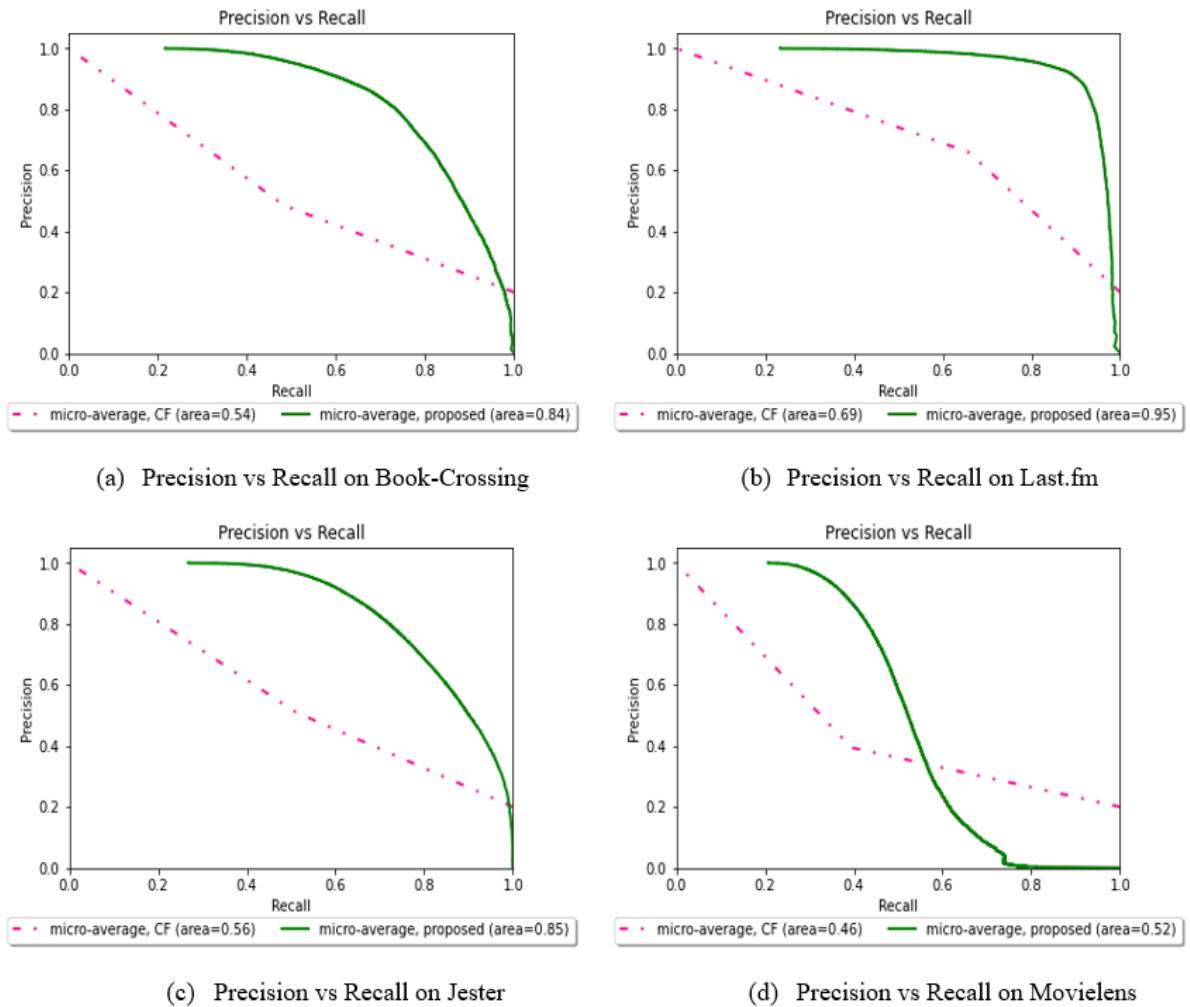 Precision vs Recall
1.0
0.8
0.6
0.4
0.2
0.0
Precision
0.0 0.2 0.4 0.6 0.8 1.0
Recall
micro-average, CF (area=0.54) micro-average, proposed (area=0.84)
(a) Precision vs Recall on Book-Crossing
Precision vs Recall
1.0
0.8
0.6
0.4
0.2
0.0
Precision
0.0 0.2 0.4 0.6 0.8 1.0
Recall
micro-average, CF (area=0.69) micro-average, proposed (area=0.95)
(b) Precision vs Recall on Last.fm
Precision vs Recall
1.0
0.8
0.6
0.4
0.2
0.0
Precision
0.0 0.2 0.4 0.6 0.8 1.0
Recall
micro-average, CF (area=0.56) micro-average, proposed (area=0.85)
(c) Precision vs Recall on Jester
Precision vs Recall
1.0
0.8
0.6
0.4
0.2
0.0
Precision
0.0 0.2 0.4 0.6 0.8 1.0
Recall
micro-average, CF (area=0.46) micro-average, proposed (area=0.52)
(d) Precision vs Recall on Movielens